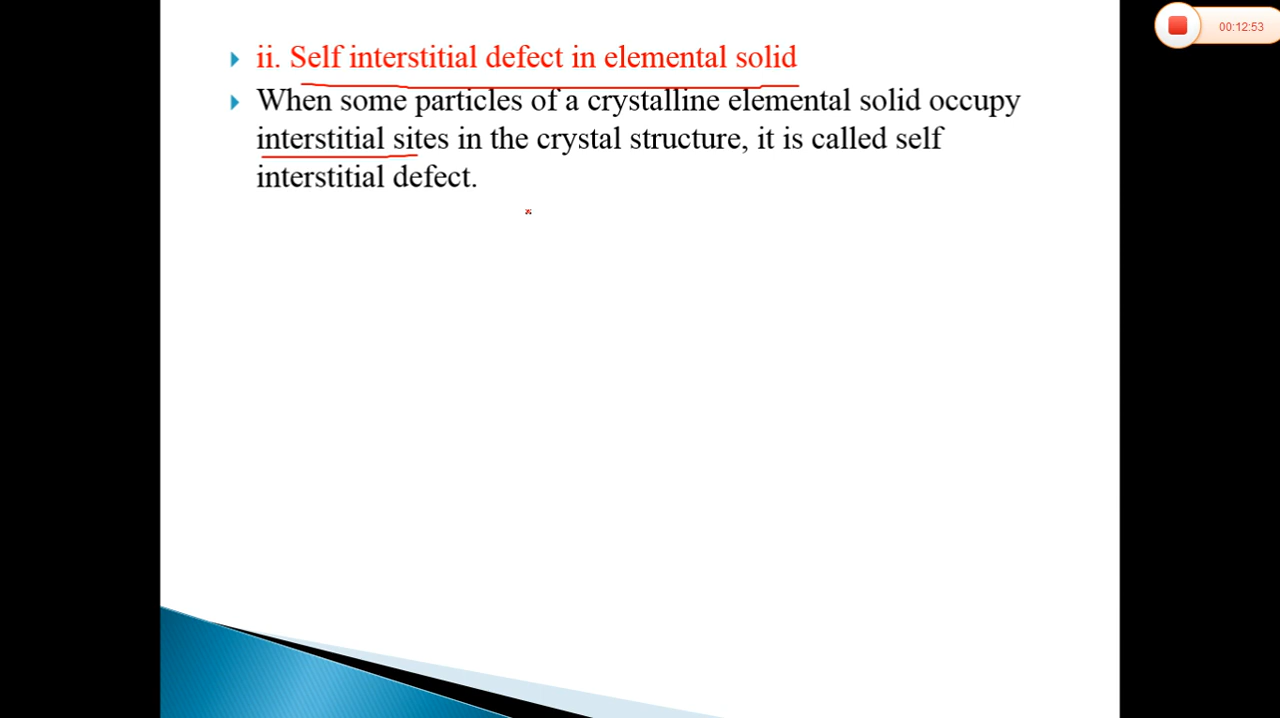 00:12:53
ii. Self interstitial defect in elemental solid
When some particles of a crystalline elemental solid occupy
interstitial sites in the crystal structure, it is called self
interstitial defect.